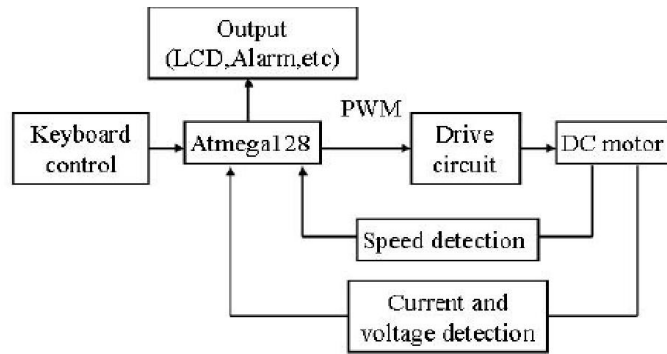 Output
(LCD,Alarm,etc)
PWM
Keyboard
control
Atmega128
Drive
circuit
DC motor
Speed detection
Current and
voltage detection